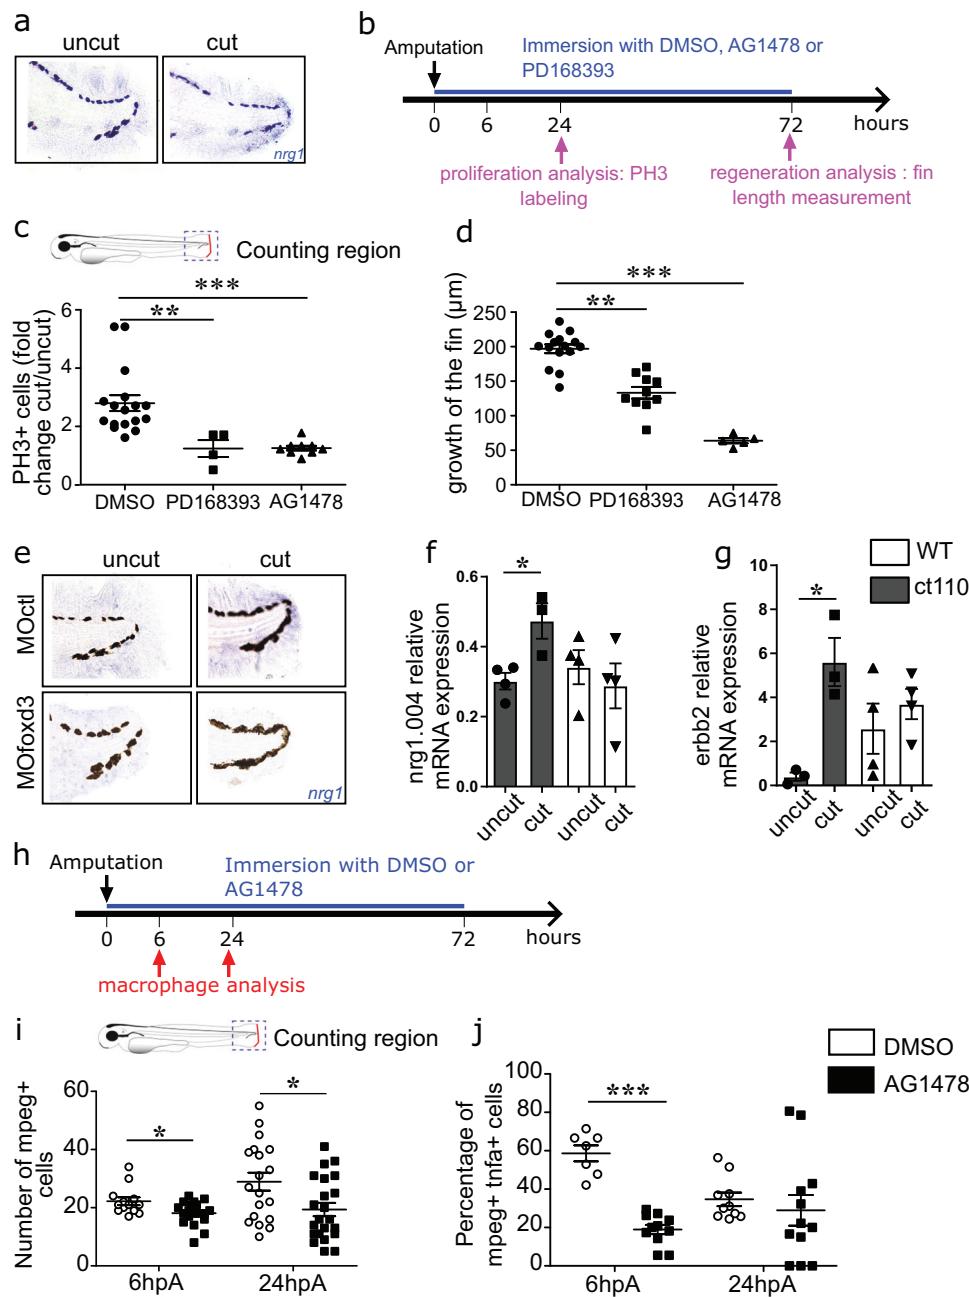 a
uncut
cut
nrg1
b
Amputation
Immersion with DMSO, AG1478 or
PD168393
0
6
24
72
hours
proliferation analysis: PH3
labeling
regeneration analysis : fin
length measurement
c
Counting region
PH3+ cells (fold
change cut/uncut)
6
4
2
0
**
***
DMSO
PD168393
AG1478
d
growth of the fin (µm)
250
200
150
100
50
0
***
**
DMSO
PD168393
AG1478
e
uncut
cut
MOctl
MOfoxd3
nrg1
f
nrg1.004 relative
mRNA expression
0.6
0.4
0.2
0.0
*
uncut
cut
uncut
cut
g
WT
ct110
erbb2 relative
mRNA expression
10
8
6
4
2
0
*
uncut
cut
uncut
cut
h
Amputation
Immersion with DMSO or
AG1478
0
6
24
72
hours
macrophage analysis
i
Counting region
Number of mpeg+
cells
60
40
20
0
*
*
6hpA
24hpA
j
DMSO
AG1478
Percentage of
mpeg+ tnfa+ cells
100
80
60
40
20
0
***
6hpA
24hpA